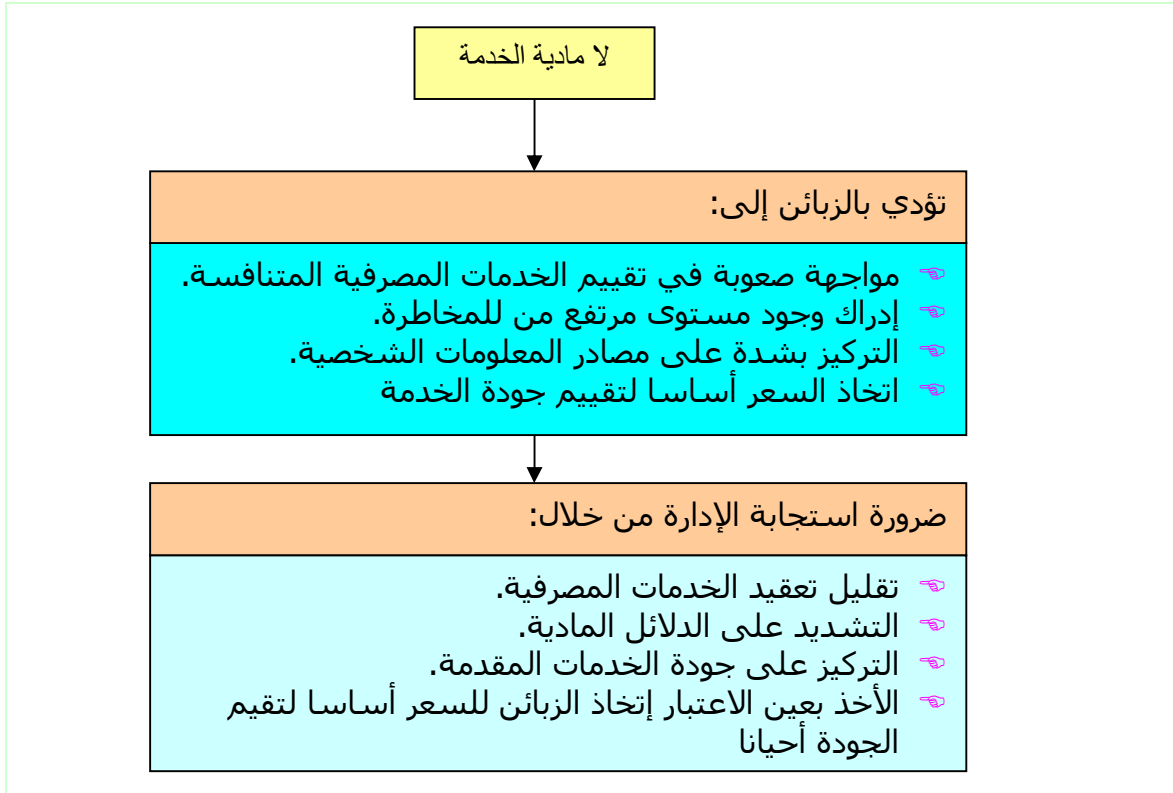 لا مادية الخدمة
تؤدي بالزبائن إلى:
مواجهة صعوبة في تقييم الخدمات المصرفية المتنافسة.
إدراك وجود مستوى مرتفع من للمخاطرة.
التركيز بشدة على مصادر المعلومات الشخصية.
اتخاذ السعر أساسا لتقييم جودة الخدمة
ضرورة استجابة الإدارة من خلال:
تقليل تعقيد الخدمات المصرفية.
التشديد على الدلائل المادية.
التركيز على جودة الخدمات المقدمة.
الأخذ بعين الاعتبار إتخاذ الزبائن للسعر أساسا لتقيم
الجودة أحيانا